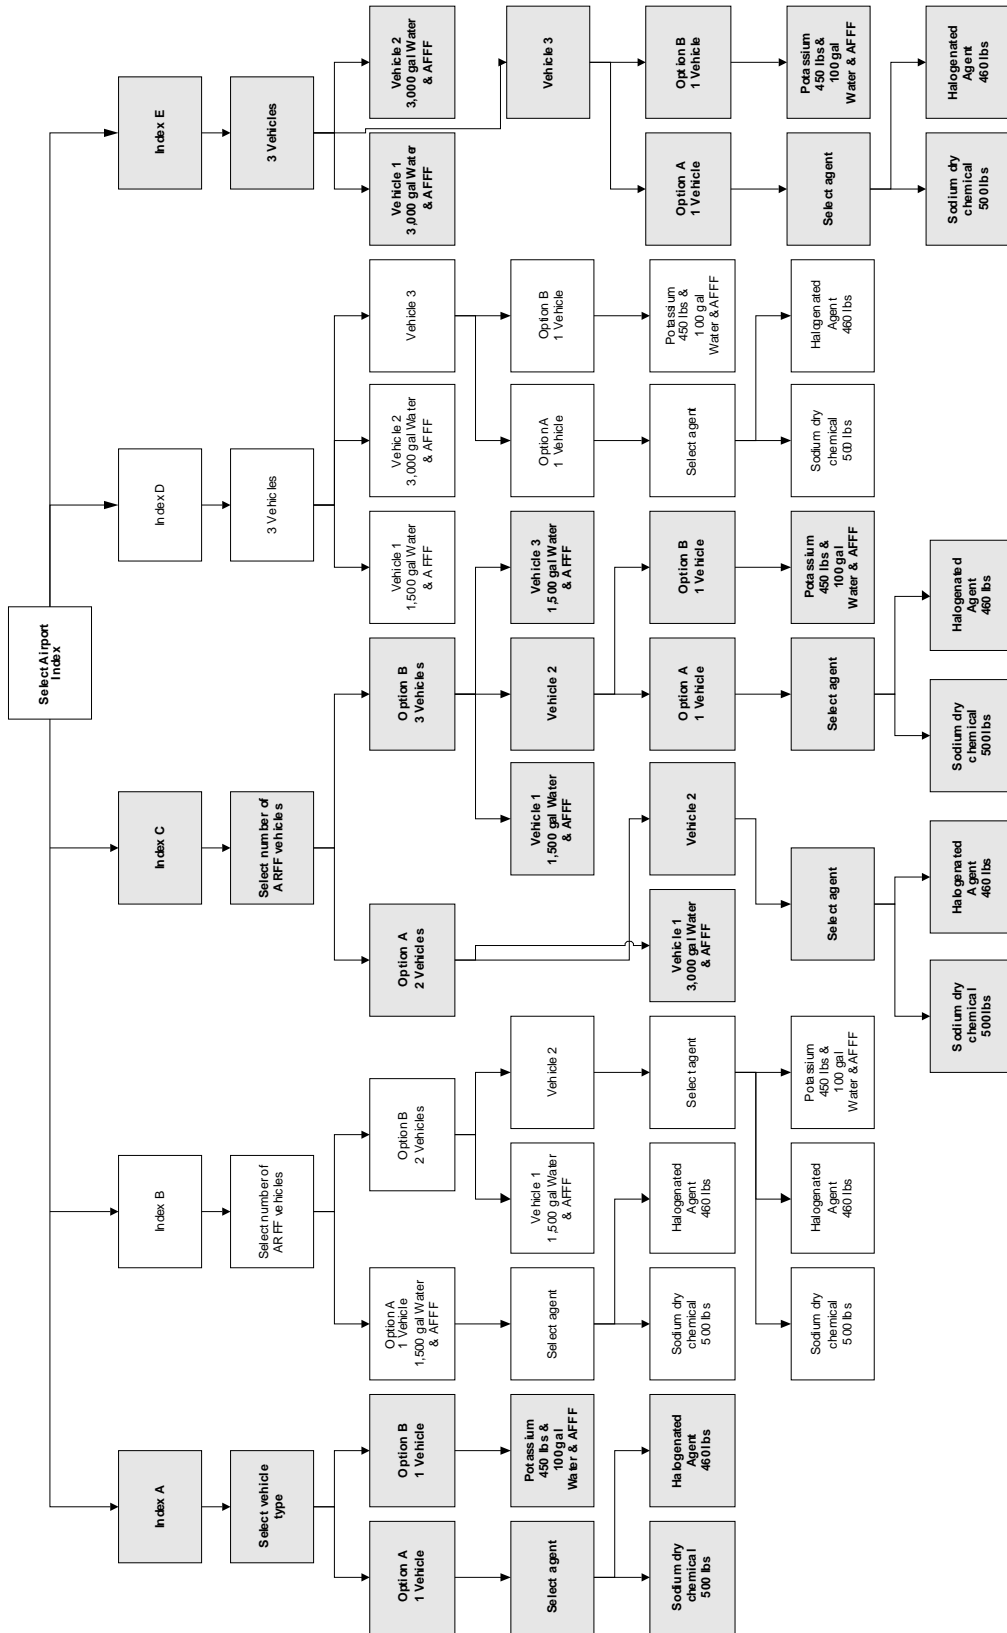 Select Airport
Index
Index A
Index B
Index C
Index D
Index E
Select vehicle
type
Select number of
ARFF vehicles
Select number of
ARFF vehicles
3 Vehicles
3 Vehicles
Option A
1 Vehicle
Option B
1 Vehicle
Option A
1 Vehicle
1,500 gal Water
& AFFF
Option B
2 Vehicles
Option A
2 Vehicles
Option B
3 Vehicles
Vehicle 1
1,500 gal Water
& AFFF
Vehicle 2
3,000 gal Water
& AFFF
Vehicle 3
Vehicle 1
3,000 gal Water
& AFFF
Vehicle 2
3,000 gal Water
& AFFF
Select agent
Potassium
450 lbs &
100 gal
Water & AFFF
Select agent
Vehicle 1
1,500 gal Water
& AFFF
Vehicle 2
Vehicle 1
1,500 gal Water
& AFFF
Vehicle 2
Vehicle 3
1,500 gal Water
& AFFF
Option A
1 Vehicle
Option B
1 Vehicle
Vehicle 3
Sodium dry
chemical
500 lbs
Halogenated
Agent
460 lbs
Sodium dry
chemical
500 lbs
Halogenated
Agent
460 lbs
Select agent
Vehicle 1
3,000 gal Water
& AFFF
Vehicle 2
Option A
1 Vehicle
Option B
1 Vehicle
Select agent
Potassium
450 lbs &
100 gal
Water & AFFF
Option A
1 Vehicle
Option B
1 Vehicle
Sodium dry
chemical
500 lbs
Halogenated
Agent
460 lbs
Potassium
450 lbs &
100 gal
Water & AFFF
Select agent
Select agent
Potassium
450 lbs &
100 gal
Water & AFFF
Sodium dry
chemical
500 lbs
Halogenated
Agent
460 lbs
Select agent
Potassium
450 lbs &
100 gal
Water & AFFF
Sodium dry
chemical
500 lbs
Halogenated
Agent
460 lbs
Sodium dry
chemical
500 lbs
Halogenated
Agent
460 lbs
Sodium dry
chemical
500 lbs
Halogenated
Agent
460 lbs